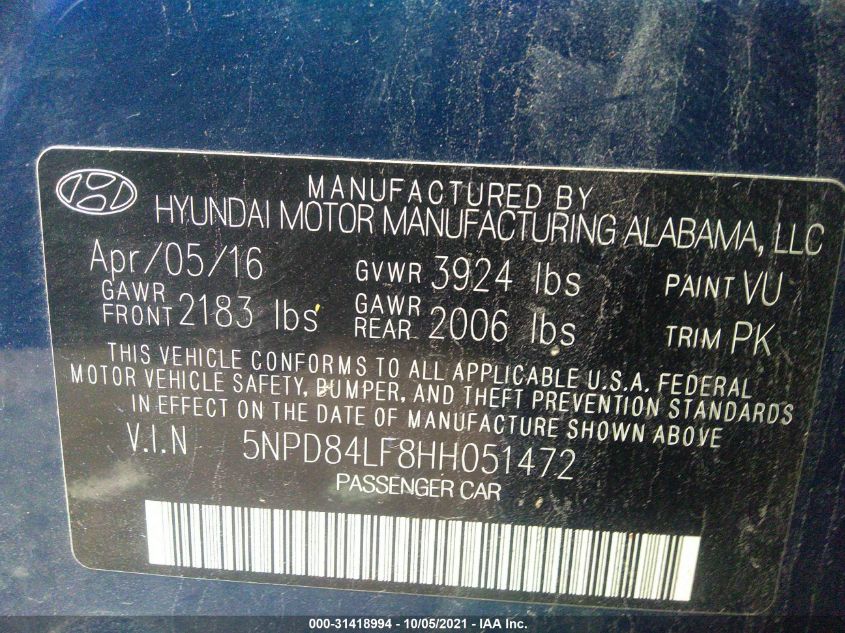 MANUFACTURED BY
HYUNDAI MOTOR MANUFACTURING ALABAMA, LLC
Apr/05/16 GVWR 3924 lbs PAINT VU
GAWR FRONT 2183 lbs GAWR REAR 2006 lbs TRIM PK
THIS VEHICLE CONFORMS TO ALL APPLICABLE U.S.A. FEDERAL
MOTOR VEHICLE SAFETY, BUMPER, AND THEFT PREVENTION STANDARDS
IN EFFECT ON THE DATE OF MANUFACTURE SHOWN ABOVE
V.I.N 5NPD84LF8HH051472
PASSENGER CAR
000-31418994 - 10/05/2021 - IAA Inc.